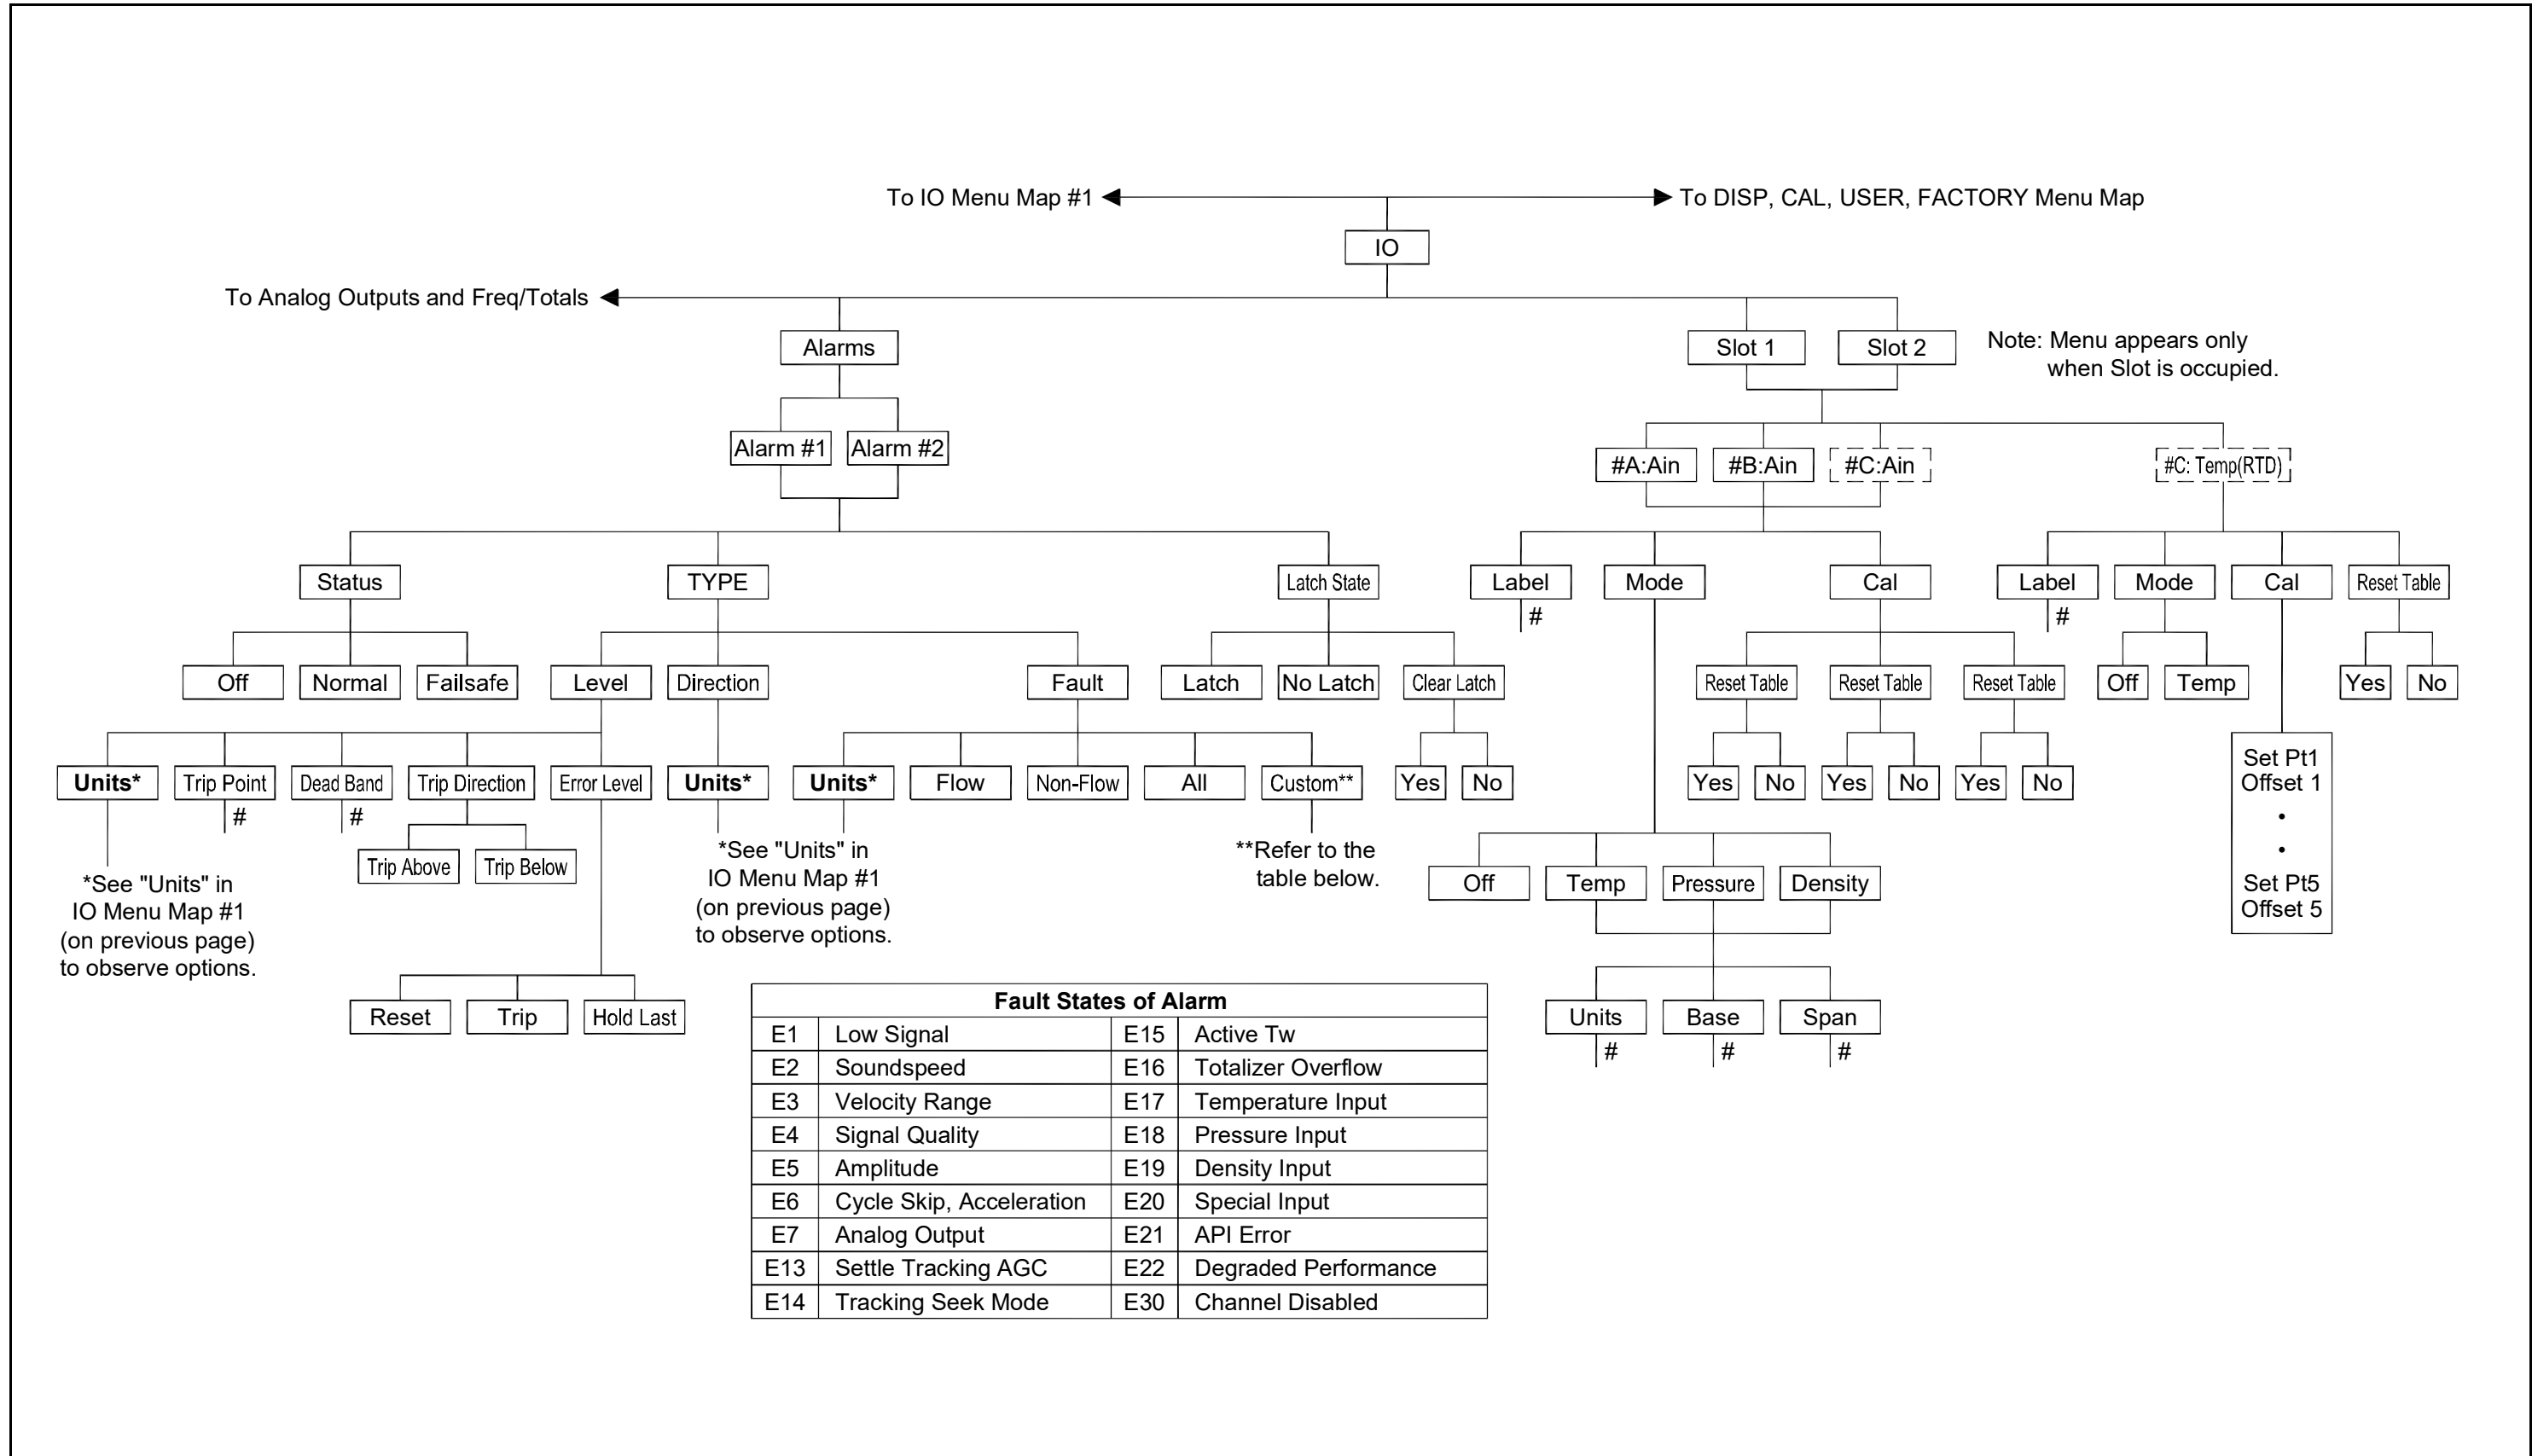 To IO Menu Map #1
To DISP, CAL, USER, FACTORY Menu Map
IO
To Analog Outputs and Freq/Totals
Alarms
Slot 1
Slot 2
Note: Menu appears only
when Slot is occupied.
Alarm #1
Alarm #2
#A:Ain
#B:Ain
#C:Ain
#C: Temp(RTD)
Status
TYPE
Latch State
Label
#
Mode
Cal
Label
#
Mode
Cal
Reset Table
Off
Normal
Failsafe
Level
Direction
Fault
Latch
No Latch
Clear Latch
Reset Table
Reset Table
Reset Table
Off
Temp
Yes
No
Units*
Trip Point
#
Dead Band
#
Trip Direction
Error Level
Units*
Units*
Flow
Non-Flow
All
Custom**
Yes
No
Yes
No
Yes
No
Yes
No
Set Pt1
Offset 1
•
•
Set Pt5
Offset 5
Trip Above
Trip Below
*See "Units" in
IO Menu Map #1
(on previous page)
to observe options.
*See "Units" in
IO Menu Map #1
(on previous page)
to observe options.
**Refer to the
table below.
Off
Temp
Pressure
Density
Reset
Trip
Hold Last
Units
#
Base
#
Span
#
Fault States of Alarm
E1 Low Signal E15 Active Tw
E2 Soundspeed E16 Totalizer Overflow
E3 Velocity Range E17 Temperature Input
E4 Signal Quality E18 Pressure Input
E5 Amplitude E19 Density Input
E6 Cycle Skip, Acceleration E20 Special Input
E7 Analog Output E21 API Error
E13 Settle Tracking AGC E22 Degraded Performance
E14 Tracking Seek Mode E30 Channel Disabled